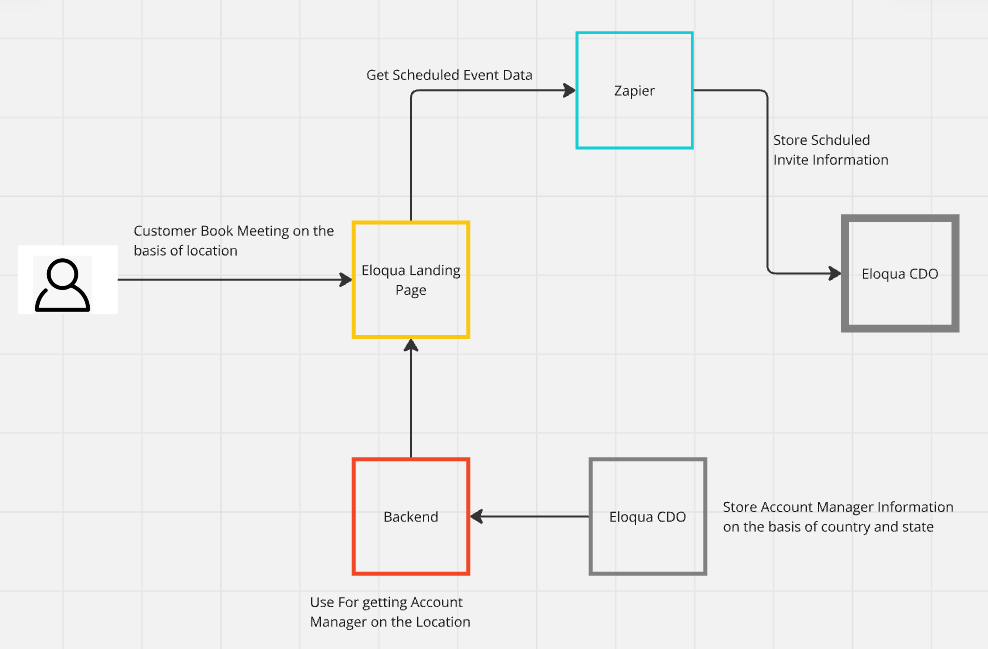 Get Scheduled Event Data
Zapier
Store Schduled
Invite Information
Customer Book Meeting on the
basis of location
Eloqua Landing
Page
Eloqua CDO
Backend
Eloqua CDO
Store Account Manager Information
on the basis of country and state
Use For getting Account
Manager on the Location